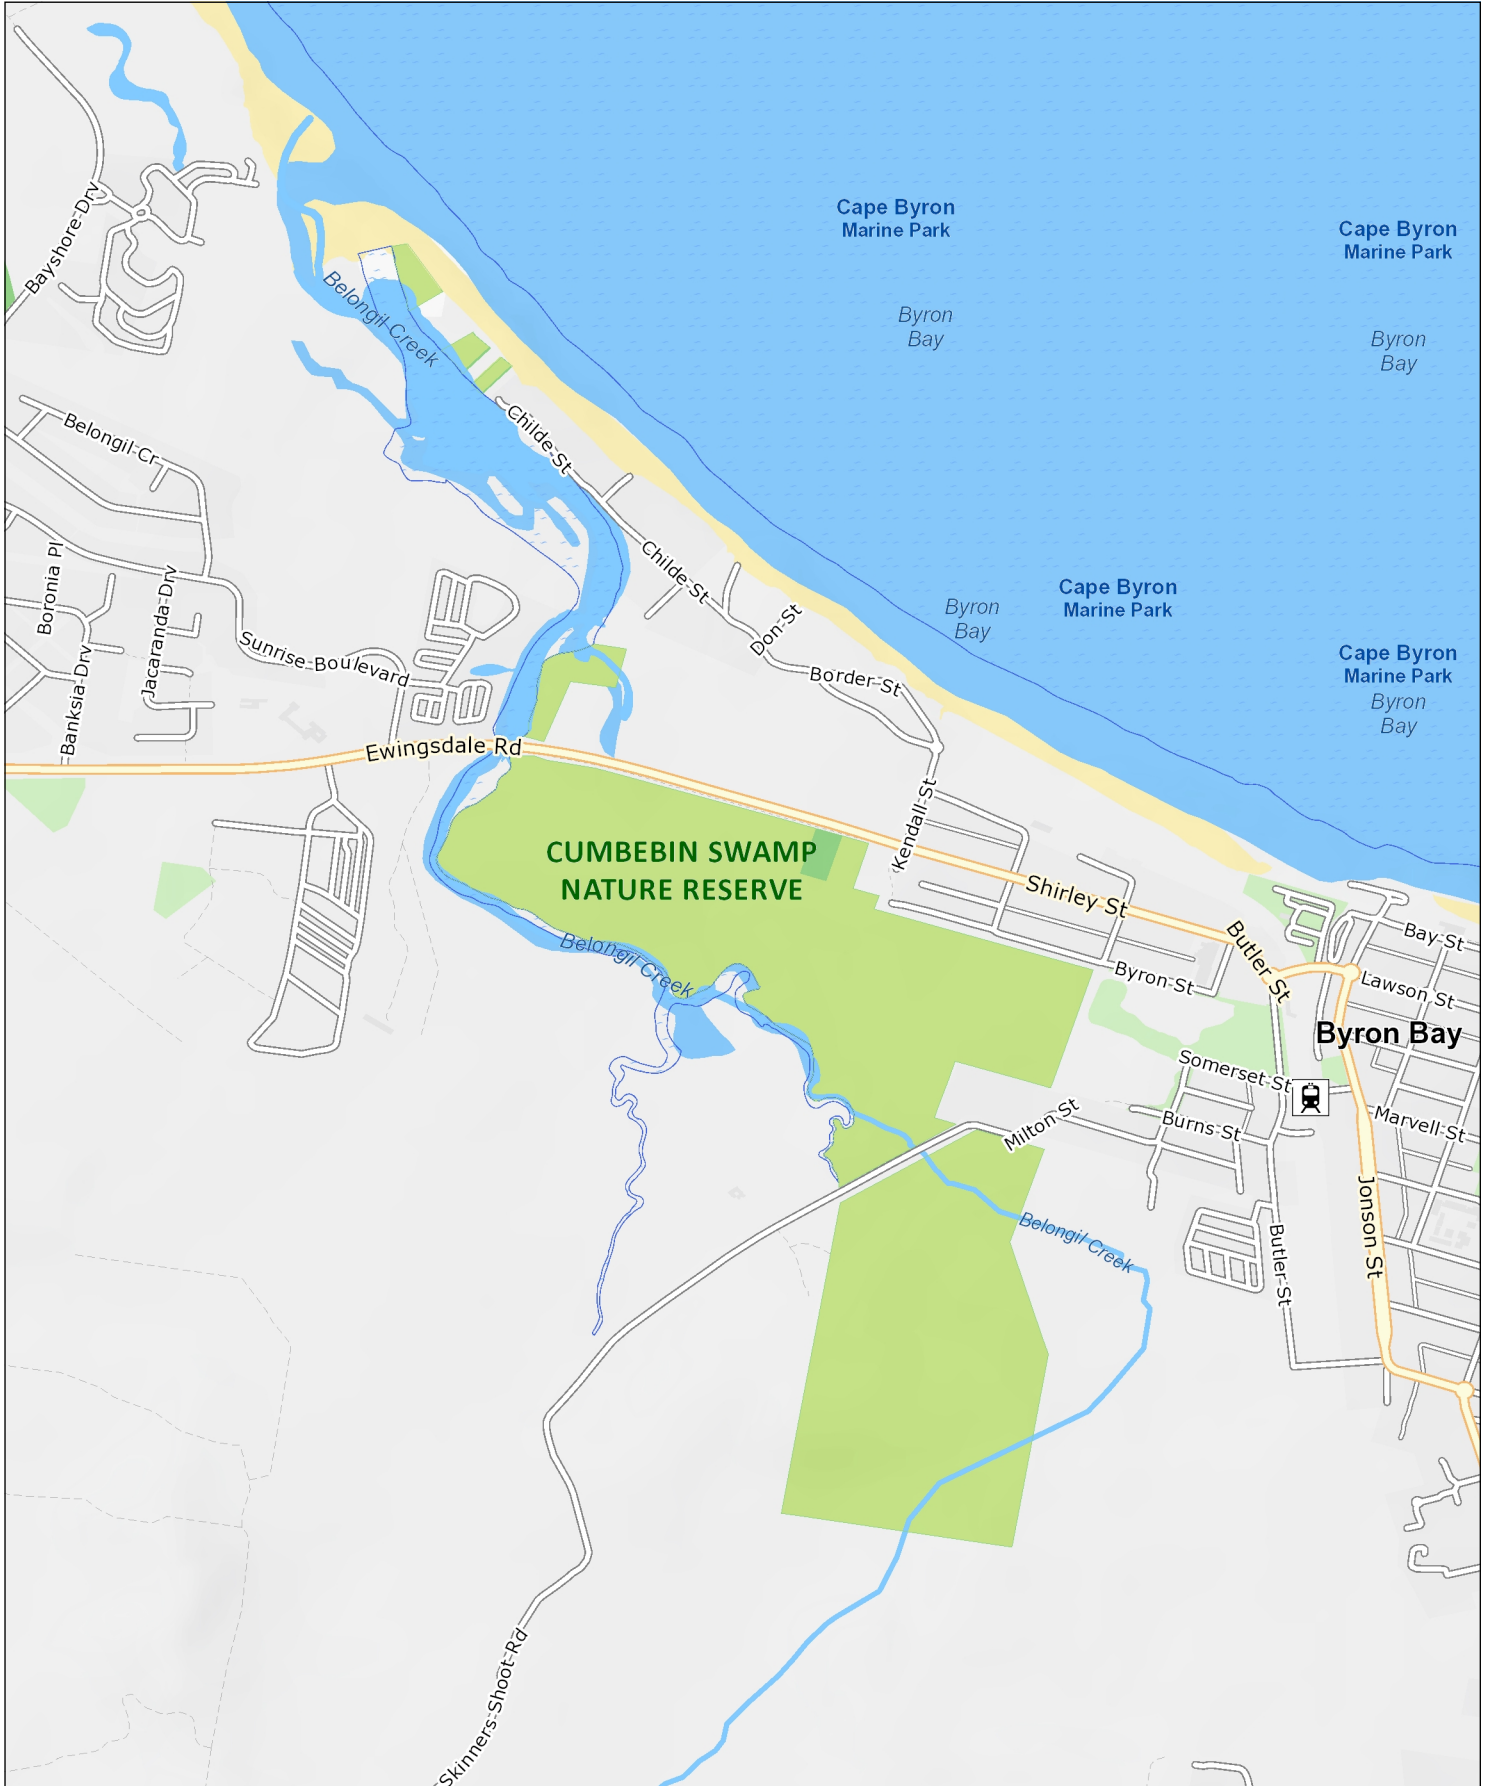 Cape Byron
Marine Park
Cape Byron
Marine Park
Bayshore Drv
Byron
Bay
Belongil Creek
Byron
Bay
Belongil Cr
Childe St
Boronia Pl
Jacaranda Drv
Childe St
Byron
Bay
Cape Byron
Marine Park
Don St
Sunrise Boulevard
Banksia Drv
Border St
Cape Byron
Marine Park
Byron
Bay
Ewingsdale Rd
Kendall St
CUMBEBIN SWAMP
NATURE RESERVE
Shirley St
Belongil Creek
Butler St
Bay St
Byron St
Lawson St
Byron Bay
Somerset St
Milton St
Burns St
Marvell St
Belongil Creek
Jonson St
Butler St
Skinners Shoot Rd